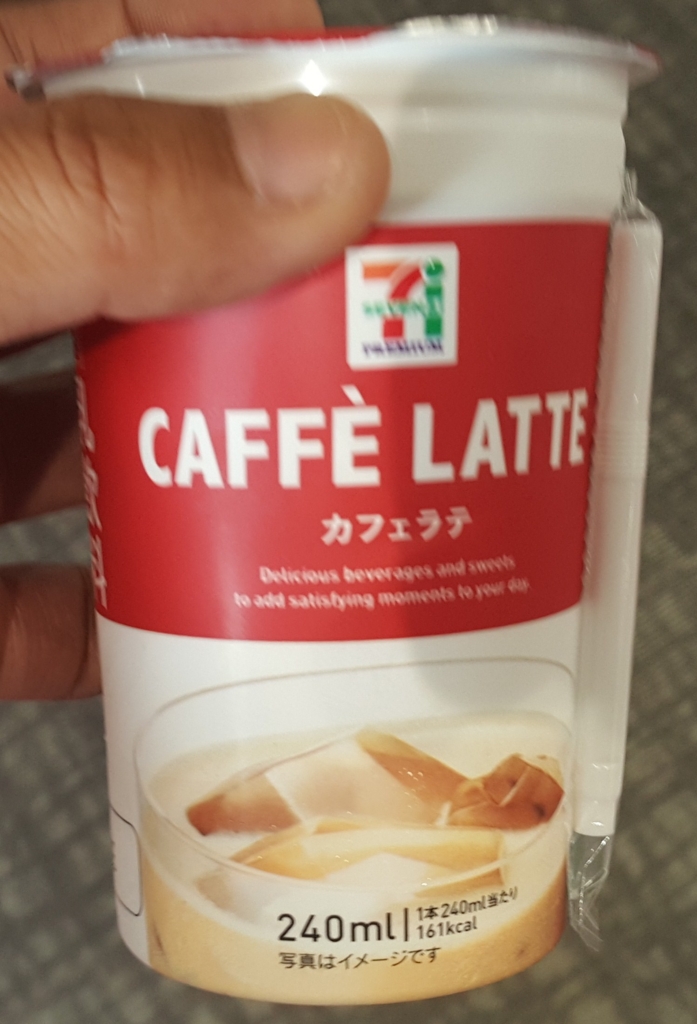 7i
SEVEN&i
PREMIUM
CAFFÈ LATTE
カフェラテ
Delicious beverages and sweets
to add satisfying moments to your day.
240ml
1本240ml当たり
161kcal
写真はイメージです